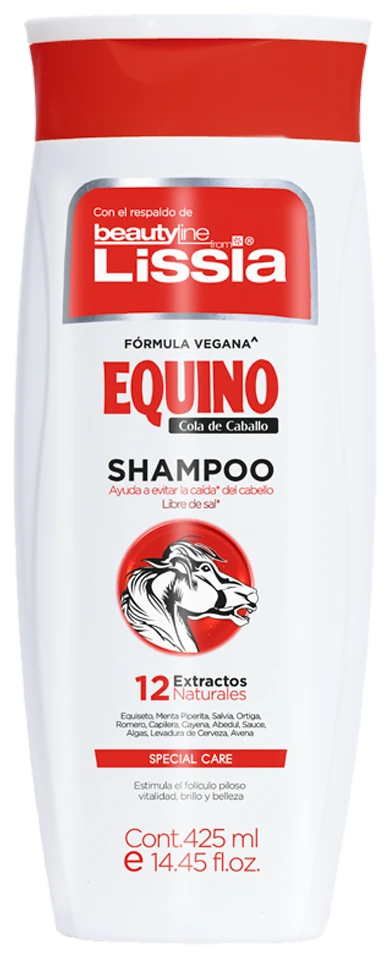 Con el respaldo de
beautyline
from ®
Lissia
FÓRMULA VEGANA^
EQUINO
Cola de Caballo
SHAMPOO
Ayuda a evitar la caída* del cabello
Libre de sal*
12 Extractos
Naturales
Equiseto, Menta Piperita, Salvia, Ortiga,
Romero, Capilera, Cayena, Abedul, Sauce,
Algas, Levadura de Cerveza, Avena
SPECIAL CARE
Estimula el folículo piloso
vitalidad, brillo y belleza
Cont.425 ml
e 14.45 fl.oz.